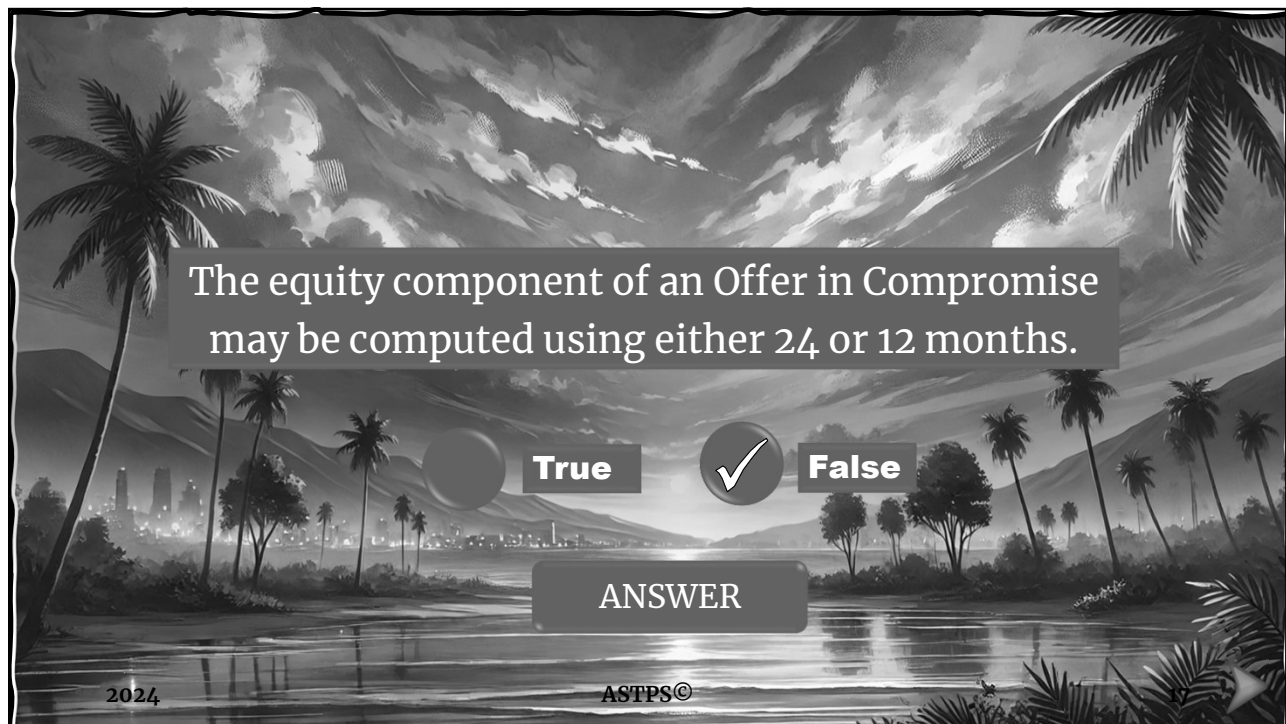 The equity component of an Offer in Compromise
may be computed using either 24 or 12 months.
True
False
ANSWER
2024
ASTPS©
17